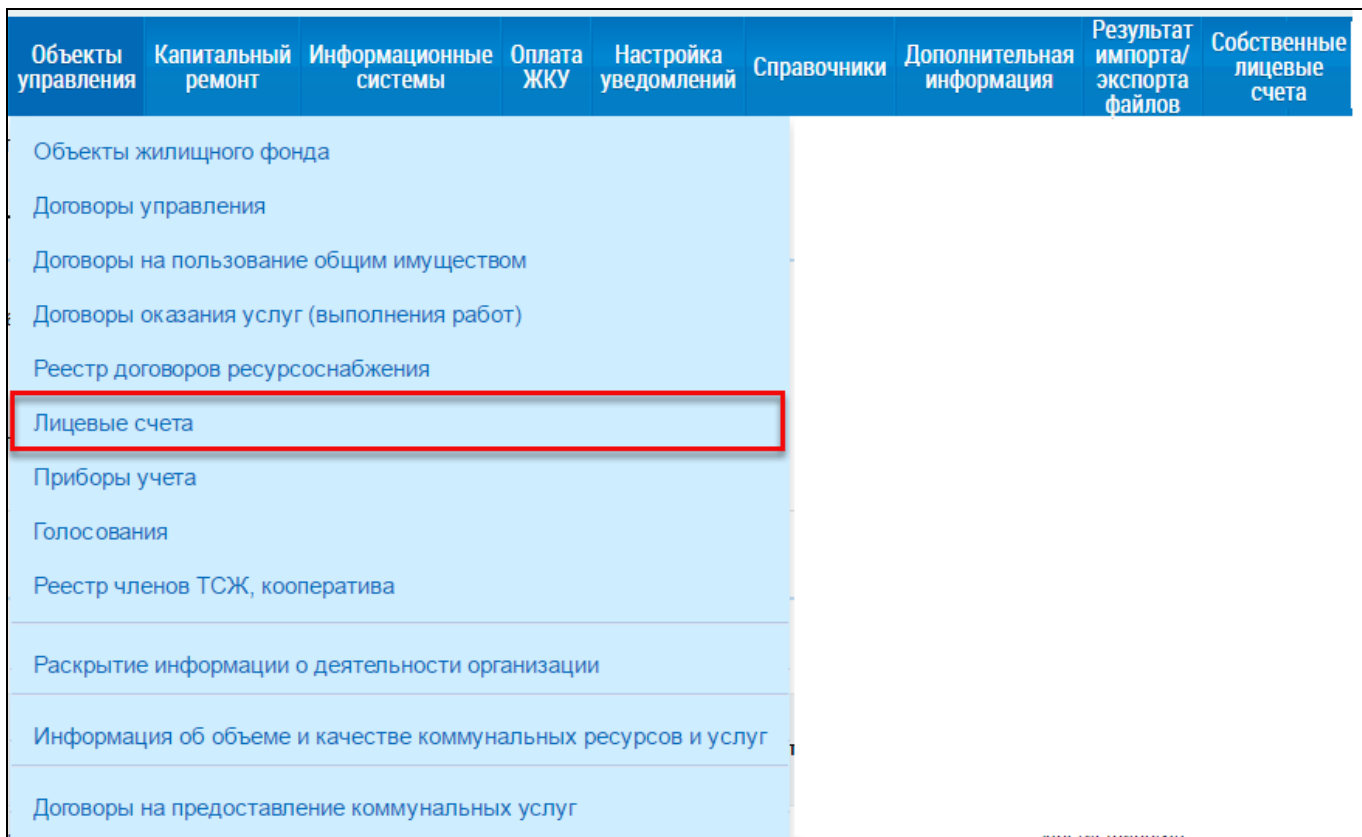 Объекты управления
Капитальный ремонт
Информационные системы
Оплата ЖКУ
Настройка уведомлений
Справочники
Дополнительная информация
Результат импорта/ экспорта файлов
Собственные лицевые счета
Объекты жилищного фонда
Договоры управления
Договоры на пользование общим имуществом
Договоры оказания услуг (выполнения работ)
Реестр договоров ресурсоснабжения
Лицевые счета
Приборы учета
Голосования
Реестр членов ТСЖ, кооператива
Раскрытие информации о деятельности организации
Информация об объеме и качестве коммунальных ресурсов и услуг
Договоры на предоставление коммунальных услуг